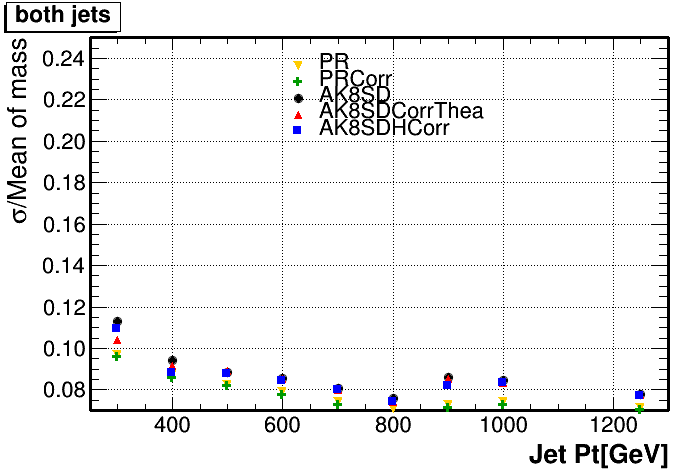 both jets
σ/Mean of mass
0.24
0.22
0.20
0.18
0.16
0.14
0.12
0.10
0.08
PR
PRCorr
AK8SD
AK8SDCorrThea
AK8SDHCorr
400
600
800
1000
1200
Jet Pt[GeV]